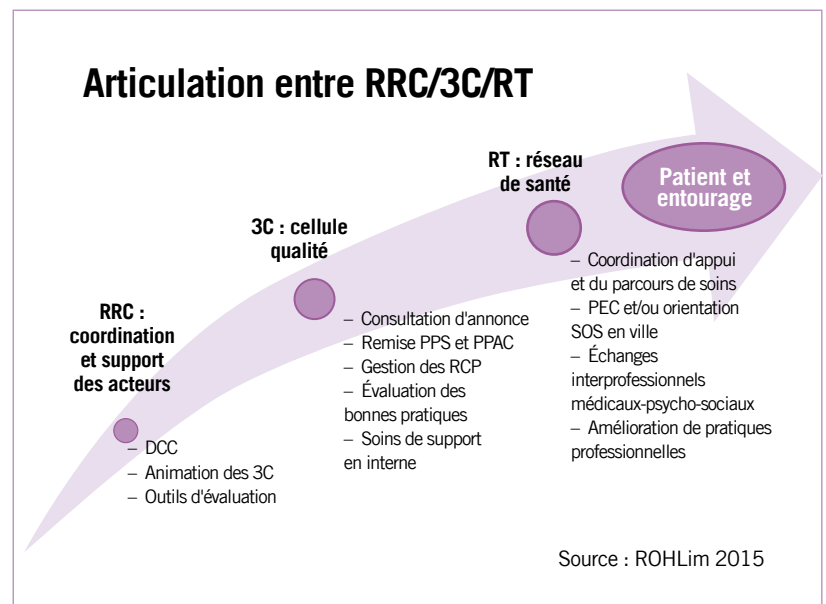 Articulation entre RRC/3C/RT
RRC :
coordination
et support
des acteurs
– DCC
– Animation des 3C
– Outils d'évaluation
3C : cellule
qualité
– Consultation d'annonce
– Remise PPS et PPAC
– Gestion des RCP
– Évaluation des
bonnes pratiques
– Soins de support
en interne
RT : réseau
de santé
– Coordination d'appui
et du parcours de soins
– PEC et/ou orientation
SOS en ville
– Échanges
interprofessionnels
médicaux-psycho-sociaux
– Amélioration de pratiques
professionnelles
Patient et
entourage
Source : ROHLim 2015